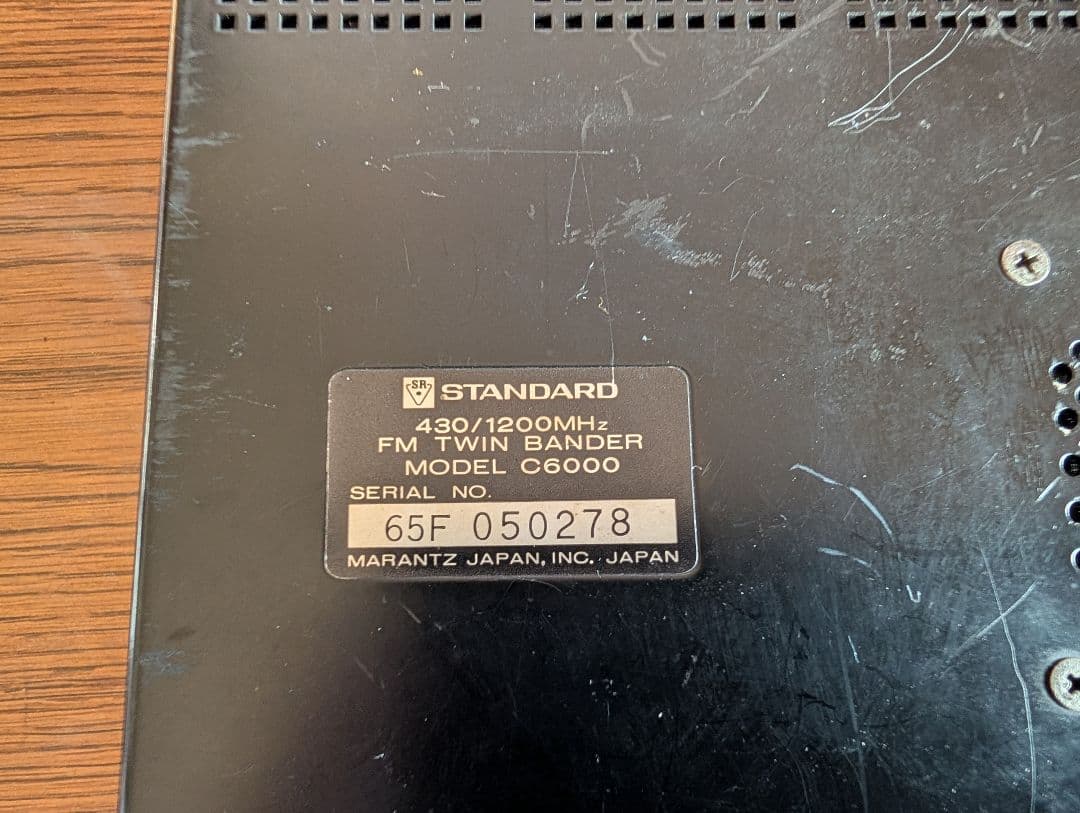 SR STANDARD
430/1200MHz
FM TWIN BANDER
MODEL C6000
SERIAL NO.
65F 050278
MARANTZ JAPAN, INC. JAPAN